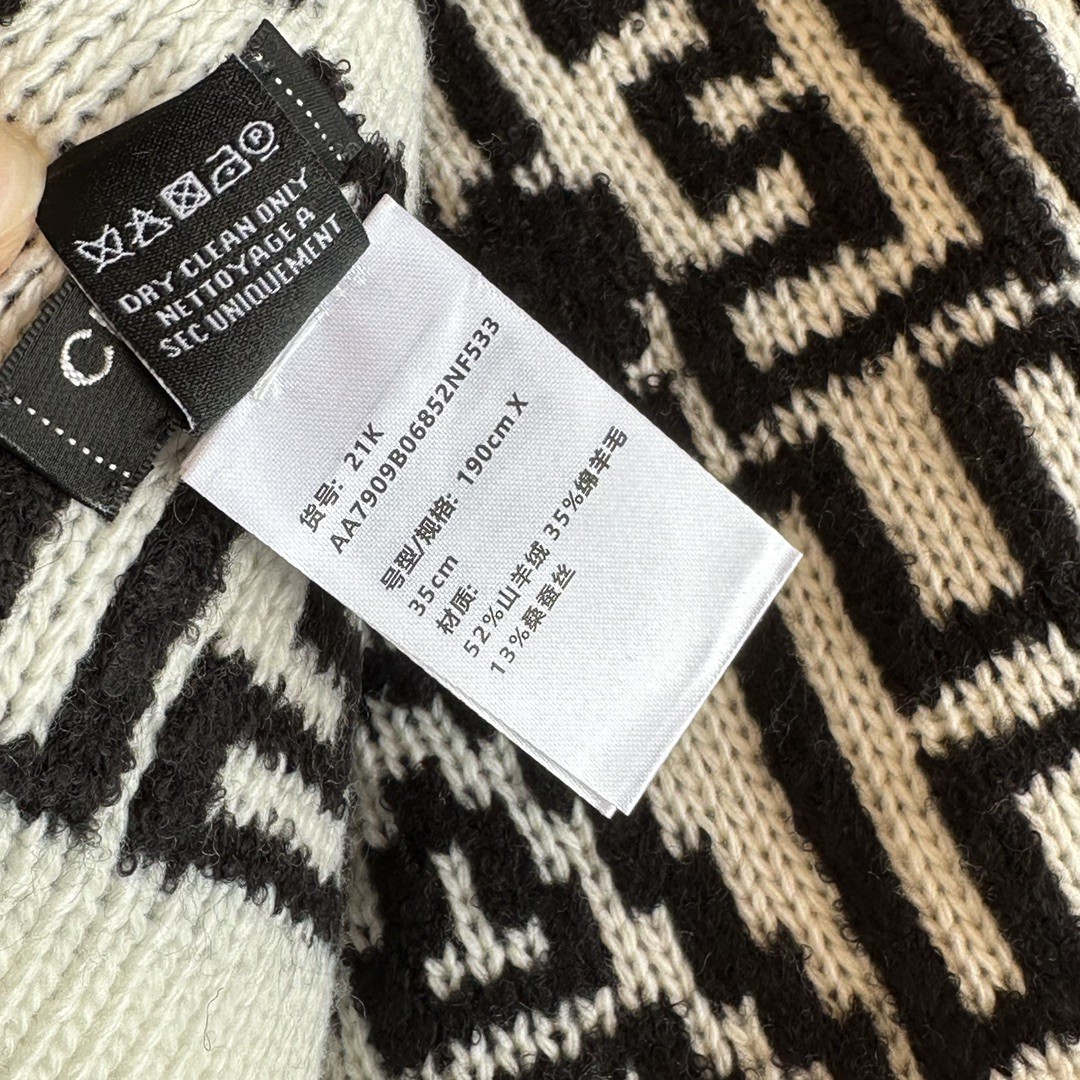 DRY CLEAN ONLY
NETTOYAGE A
SEC UNIQUEMENT
C
货号: 21K
AA7909B06852NF533
号型/规格: 190cm X
35cm
材质:
52%山羊绒 35%绵羊毛
13%桑蚕丝